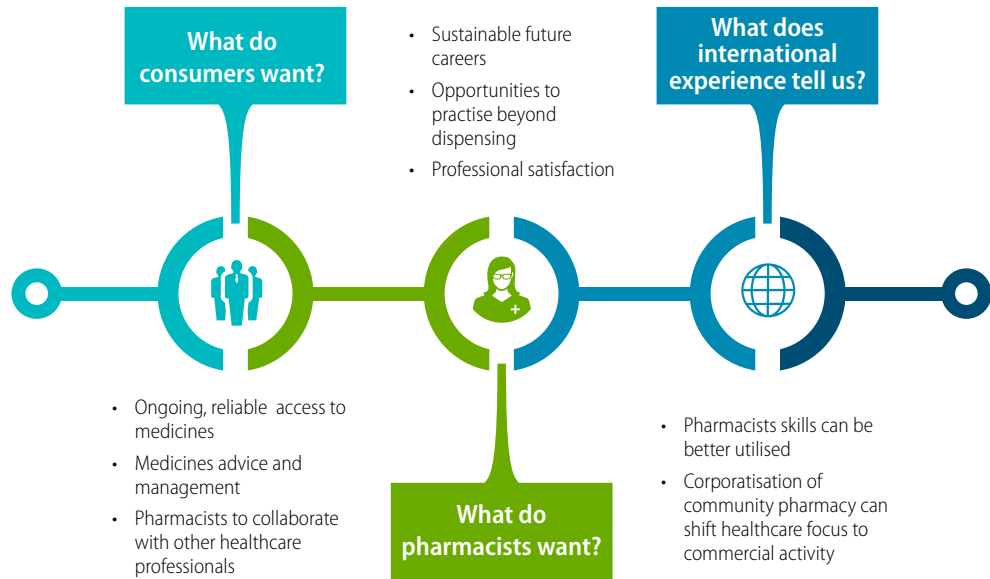 What do
consumers want?
• Ongoing, reliable access to
medicines
• Medicines advice and
management
• Pharmacists to collaborate
with other healthcare
professionals
• Sustainable future
careers
• Opportunities to
practise beyond
dispensing
• Professional satisfaction
What do
pharmacists want?
What does
international
experience tell us?
• Pharmacists skills can be
better utilised
• Corporatisation of
community pharmacy can
shift healthcare focus to
commercial activity